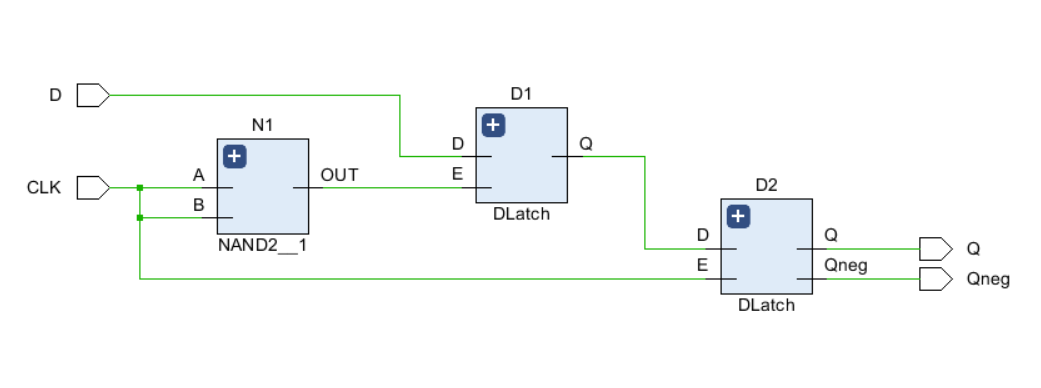 D
CLK
N1
A
B
OUT
NAND2__1
D1
D
E
Q
DLatch
D2
D
E
Q
Qneg
DLatch
Q
Qneg